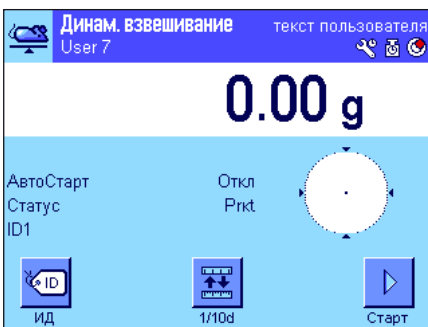 Динам. взвешивание
текст пользователя
User 7
0.00 g
АвтоСтарт Откл
Статус Prkt
ID1
ID
ИД 1/10d Старт